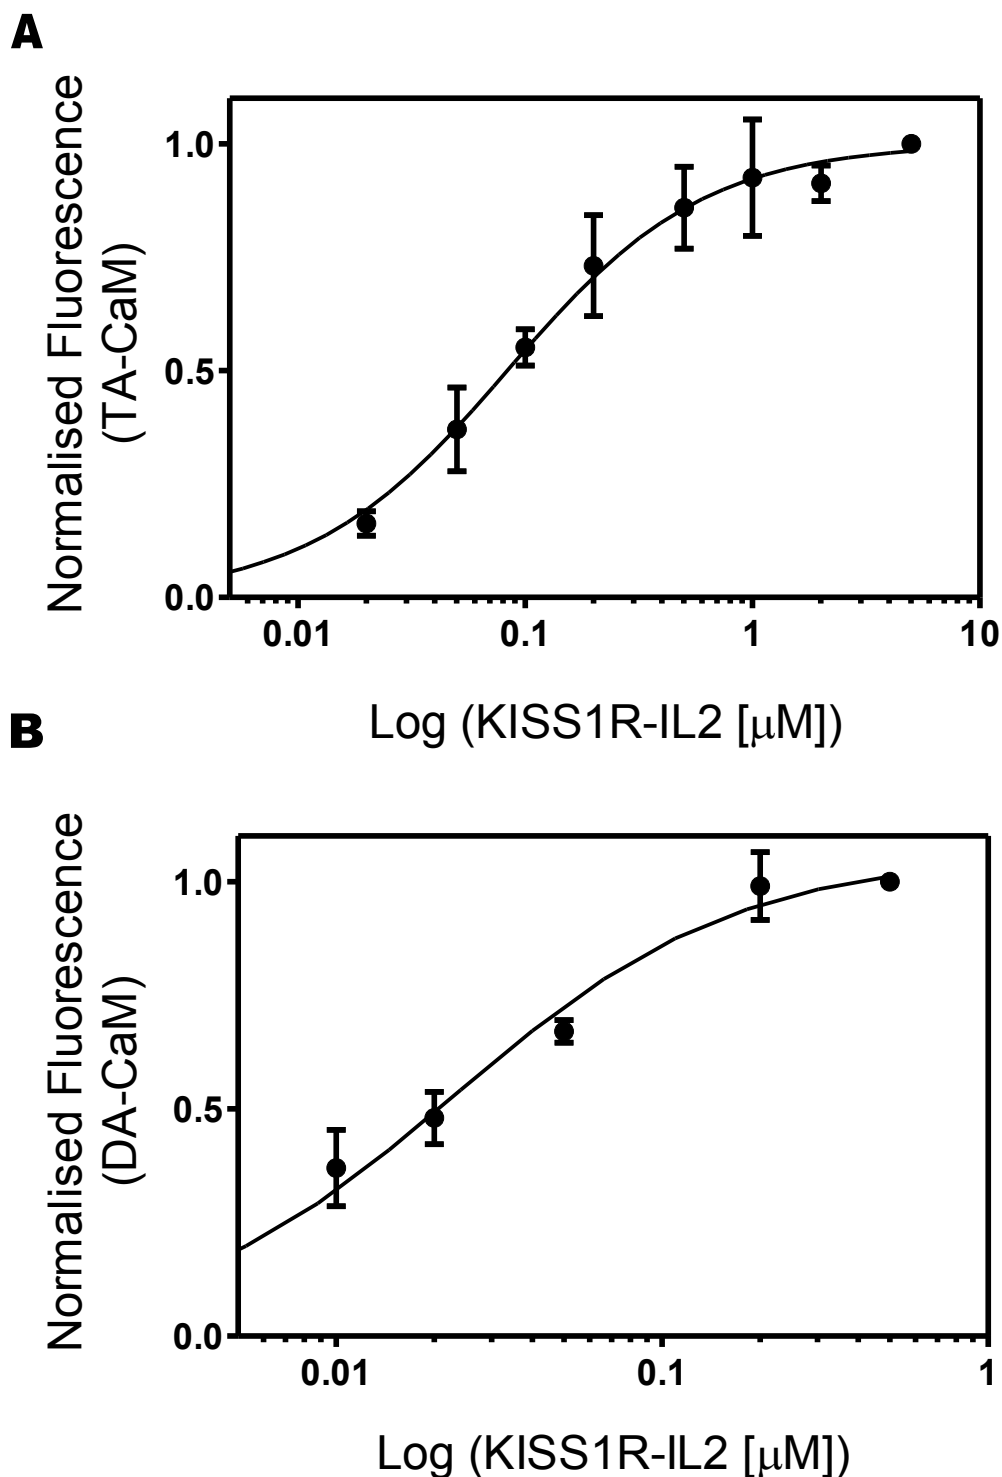 A
Normalised Fluorescence
(TA-CaM)
1.0
0.5
0.0
0.01 0.1 1 10
Log (KISS1R-IL2 [μM])
B
Normalised Fluorescence
(DA-CaM)
1.0
0.5
0.0
0.01 0.1 1
Log (KISS1R-IL2 [μM])